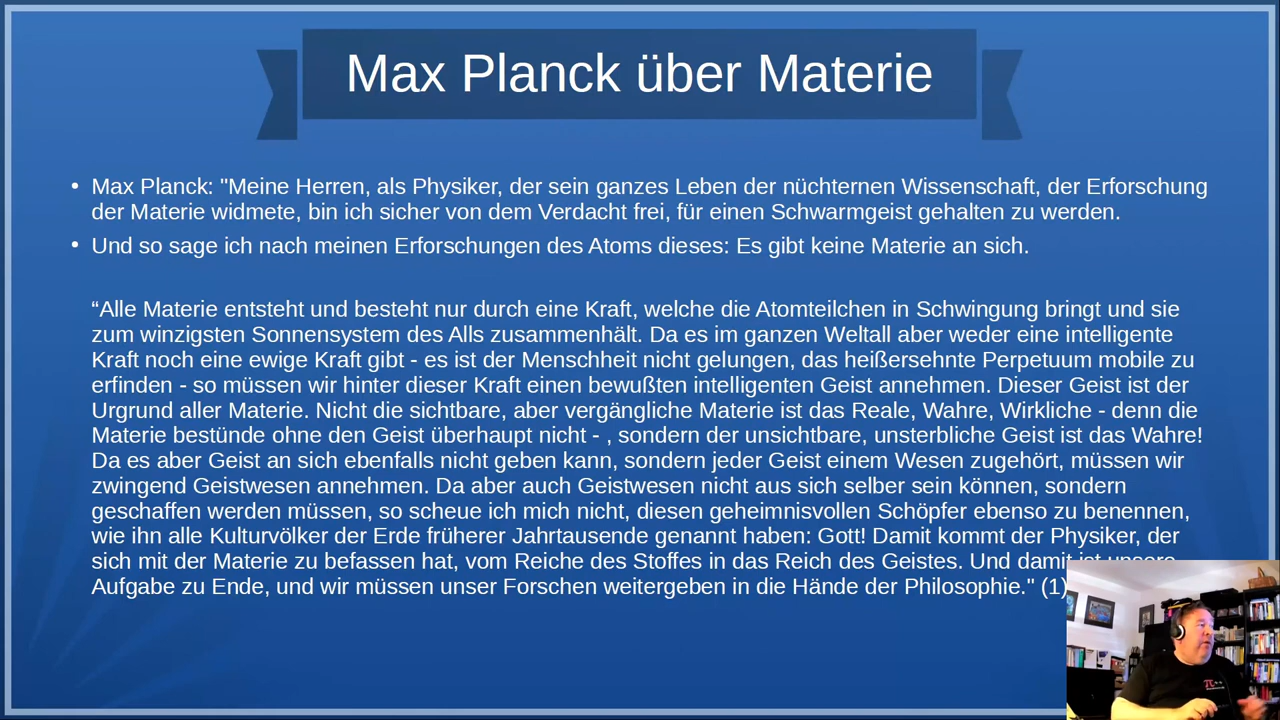 Max Planck über Materie
• Max Planck: "Meine Herren, als Physiker, der sein ganzes Leben der nüchternen Wissenschaft, der Erforschung
der Materie widmete, bin ich sicher von dem Verdacht frei, für einen Schwarmgeist gehalten zu werden.
• Und so sage ich nach meinen Erforschungen des Atoms dieses: Es gibt keine Materie an sich.
“Alle Materie entsteht und besteht nur durch eine Kraft, welche die Atomteilchen in Schwingung bringt und sie
zum winzigsten Sonnensystem des Alls zusammenhält. Da es im ganzen Weltall aber weder eine intelligente
Kraft noch eine ewige Kraft gibt - es ist der Menschheit nicht gelungen, das heißersehnte Perpetuum mobile zu
erfinden - so müssen wir hinter dieser Kraft einen bewußten intelligenten Geist annehmen. Dieser Geist ist der
Urgrund aller Materie. Nicht die sichtbare, aber vergängliche Materie ist das Reale, Wahre, Wirkliche - denn die
Materie bestünde ohne den Geist überhaupt nicht - , sondern der unsichtbare, unsterbliche Geist ist das Wahre!
Da es aber Geist an sich ebenfalls nicht geben kann, sondern jeder Geist einem Wesen zugehört, müssen wir
zwingend Geistwesen annehmen. Da aber auch Geistwesen nicht aus sich selber sein können, sondern
geschaffen werden müssen, so scheue ich mich nicht, diesen geheimnisvollen Schöpfer ebenso zu benennen,
wie ihn alle Kulturvölker der Erde früherer Jahrtausende genannt haben: Gott! Damit kommt der Physiker, der
sich mit der Materie zu befassen hat, vom Reiche des Stoffes in das Reich des Geistes. Und damit ist unsere
Aufgabe zu Ende, und wir müssen unser Forschen weitergeben in die Hände der Philosophie." (1)